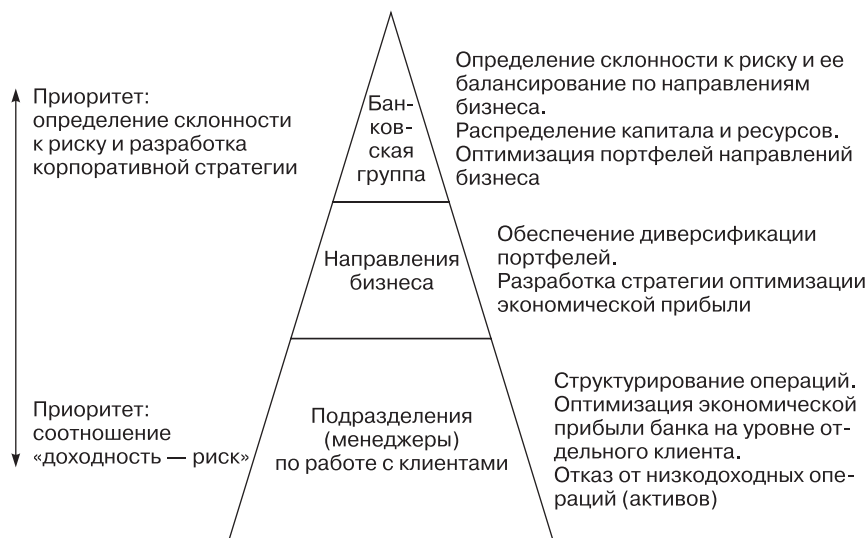 Приоритет:
определение склонности
к риску и разработка
корпоративной стратегии
Бан-
ков-
ская
группа
Определение склонности к риску и ее
балансирование по направлениям
бизнеса.
Распределение капитала и ресурсов.
Оптимизация портфелей направлений
бизнеса
Направления
бизнеса
Обеспечение диверсификации
портфелей.
Разработка стратегии оптимизации
экономической прибыли
Приоритет:
соотношение
«доходность — риск»
Подразделения
(менеджеры)
по работе с клиентами
Структурирование операций.
Оптимизация экономической
прибыли банка на уровне от-
дельного клиента.
Отказ от низкодоходных опе-
раций (активов)